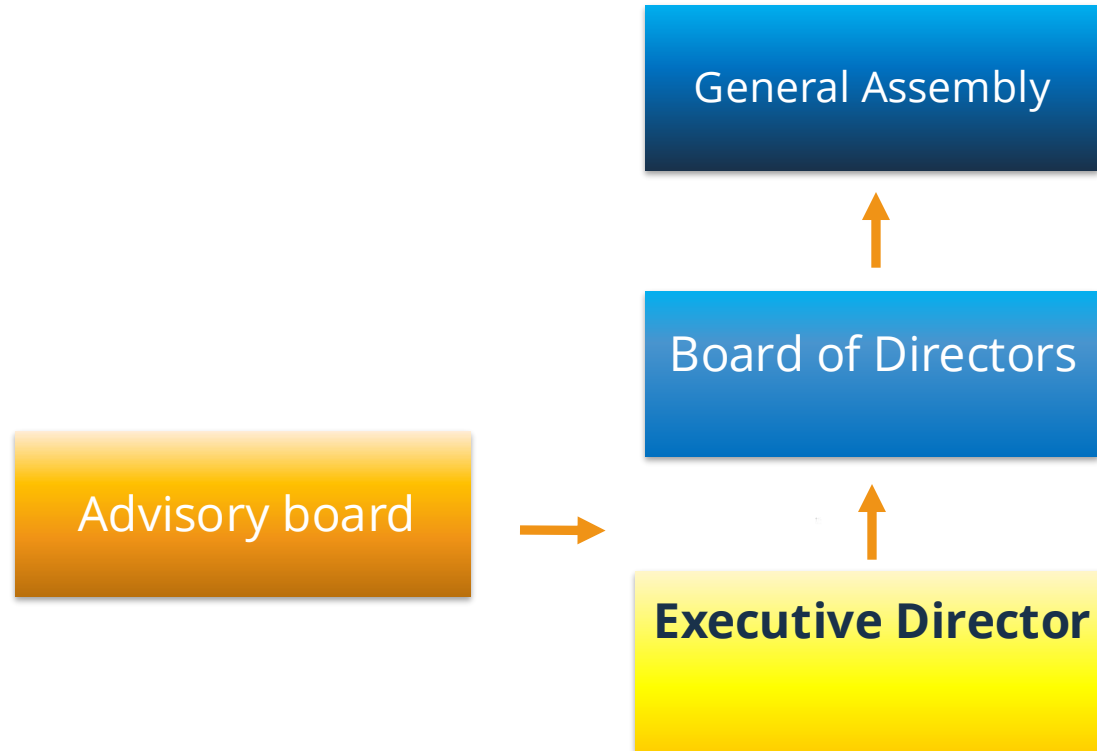 General Assembly
Board of Directors
Advisory board
Executive Director